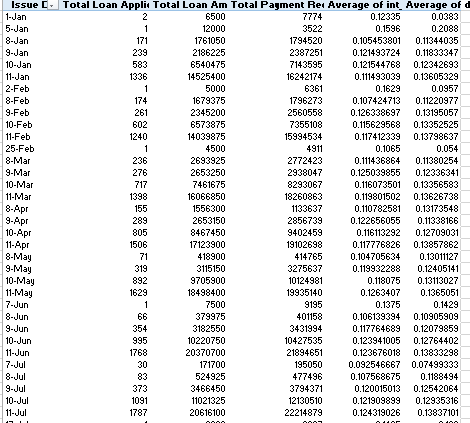 Issue D Total Loan Appli Total Loan Am Total Payment Re Average of int_ Average of d
1-Jan 2 6500 7774 0.12335 0.0383
5-Jan 1 12000 3522 0.1596 0.2088
8-Jan 171 1761050 1794520 0.105453801 0.11344035
9-Jan 239 2186225 2387251 0.121493724 0.11833347
10-Jan 583 6540475 7143595 0.121544768 0.12342693
11-Jan 1336 14525400 16242174 0.111493039 0.13605329
2-Feb 1 5000 6361 0.1629 0.0957
8-Feb 174 1679375 1796273 0.107424713 0.11220977
9-Feb 261 2345200 2560558 0.126338697 0.13195057
10-Feb 602 6573875 7355108 0.115629568 0.13352525
11-Feb 1240 14039875 15994534 0.117412339 0.13798637
25-Feb 1 4500 4911 0.1065 0.054
8-Mar 236 2693925 2772423 0.111436864 0.11380254
9-Mar 276 2653250 2938047 0.125039855 0.12336341
10-Mar 717 7461675 8293067 0.116073501 0.13356583
11-Mar 1398 16066850 18260863 0.119801502 0.13626738
8-Apr 155 1556300 1133637 0.110782581 0.13173548
9-Apr 289 2653150 2856739 0.122656055 0.11338166
10-Apr 805 8467450 9402459 0.116113292 0.12709031
11-Apr 1506 17123900 19102698 0.117776826 0.13857862
8-May 71 418900 414765 0.104705634 0.13011127
9-May 319 3115150 3275637 0.119932288 0.12405141
10-May 892 9705900 10124981 0.118075 0.13113027
11-May 1629 18498400 19935140 0.1263407 0.1365051
7-Jun 1 7500 9195 0.1375 0.1429
8-Jun 66 379975 401158 0.106139394 0.10905909
9-Jun 354 3182550 3431994 0.117764689 0.12079859
10-Jun 995 10220750 10427535 0.123941005 0.12764402
11-Jun 1768 20370700 21894651 0.123676018 0.13833298
7-Jul 30 171700 195050 0.092546667 0.07499333
8-Jul 83 524925 477496 0.107568675 0.1188494
9-Jul 373 3466450 3794371 0.120015013 0.12542064
10-Jul 1091 11021325 12130510 0.121909899 0.12935316
11-Jul 1787 20616100 22214879 0.124319026 0.13837101